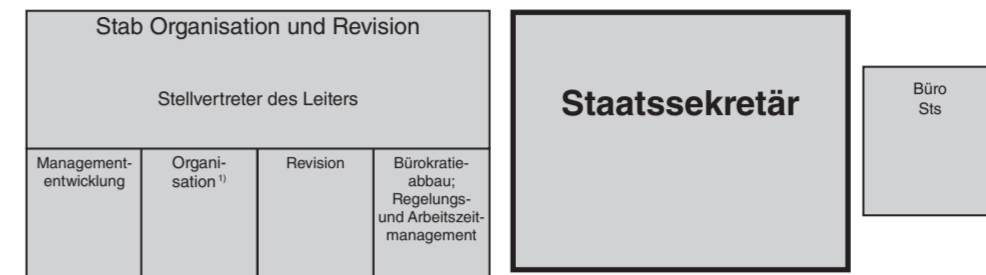 Stab Organisation und Revision
Stellvertreter des Leiters
Management-
entwicklung
Organi-
sation 1)
Revision
Bürokratie-
abbau;
Regelungs-
und Arbeitszeit-
management
Staatssekretär
Büro
Sts